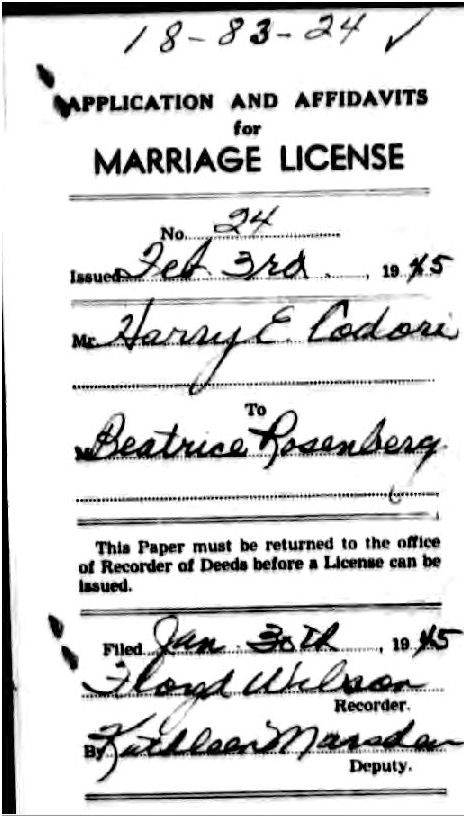 18-83-24 ✓
APPLICATION AND AFFIDAVITS
for
MARRIAGE LICENSE
No. 24
Issued Feb 3rd, 1945
Mr. Harry E. Codori
To
M Beatrice Rosenberg
This Paper must be returned to the office
of Recorder of Deeds before a License can be
issued.
Filed Jan 30th, 1945
Floyd Wilson
Recorder.
By Kathleen Marsden
Deputy.